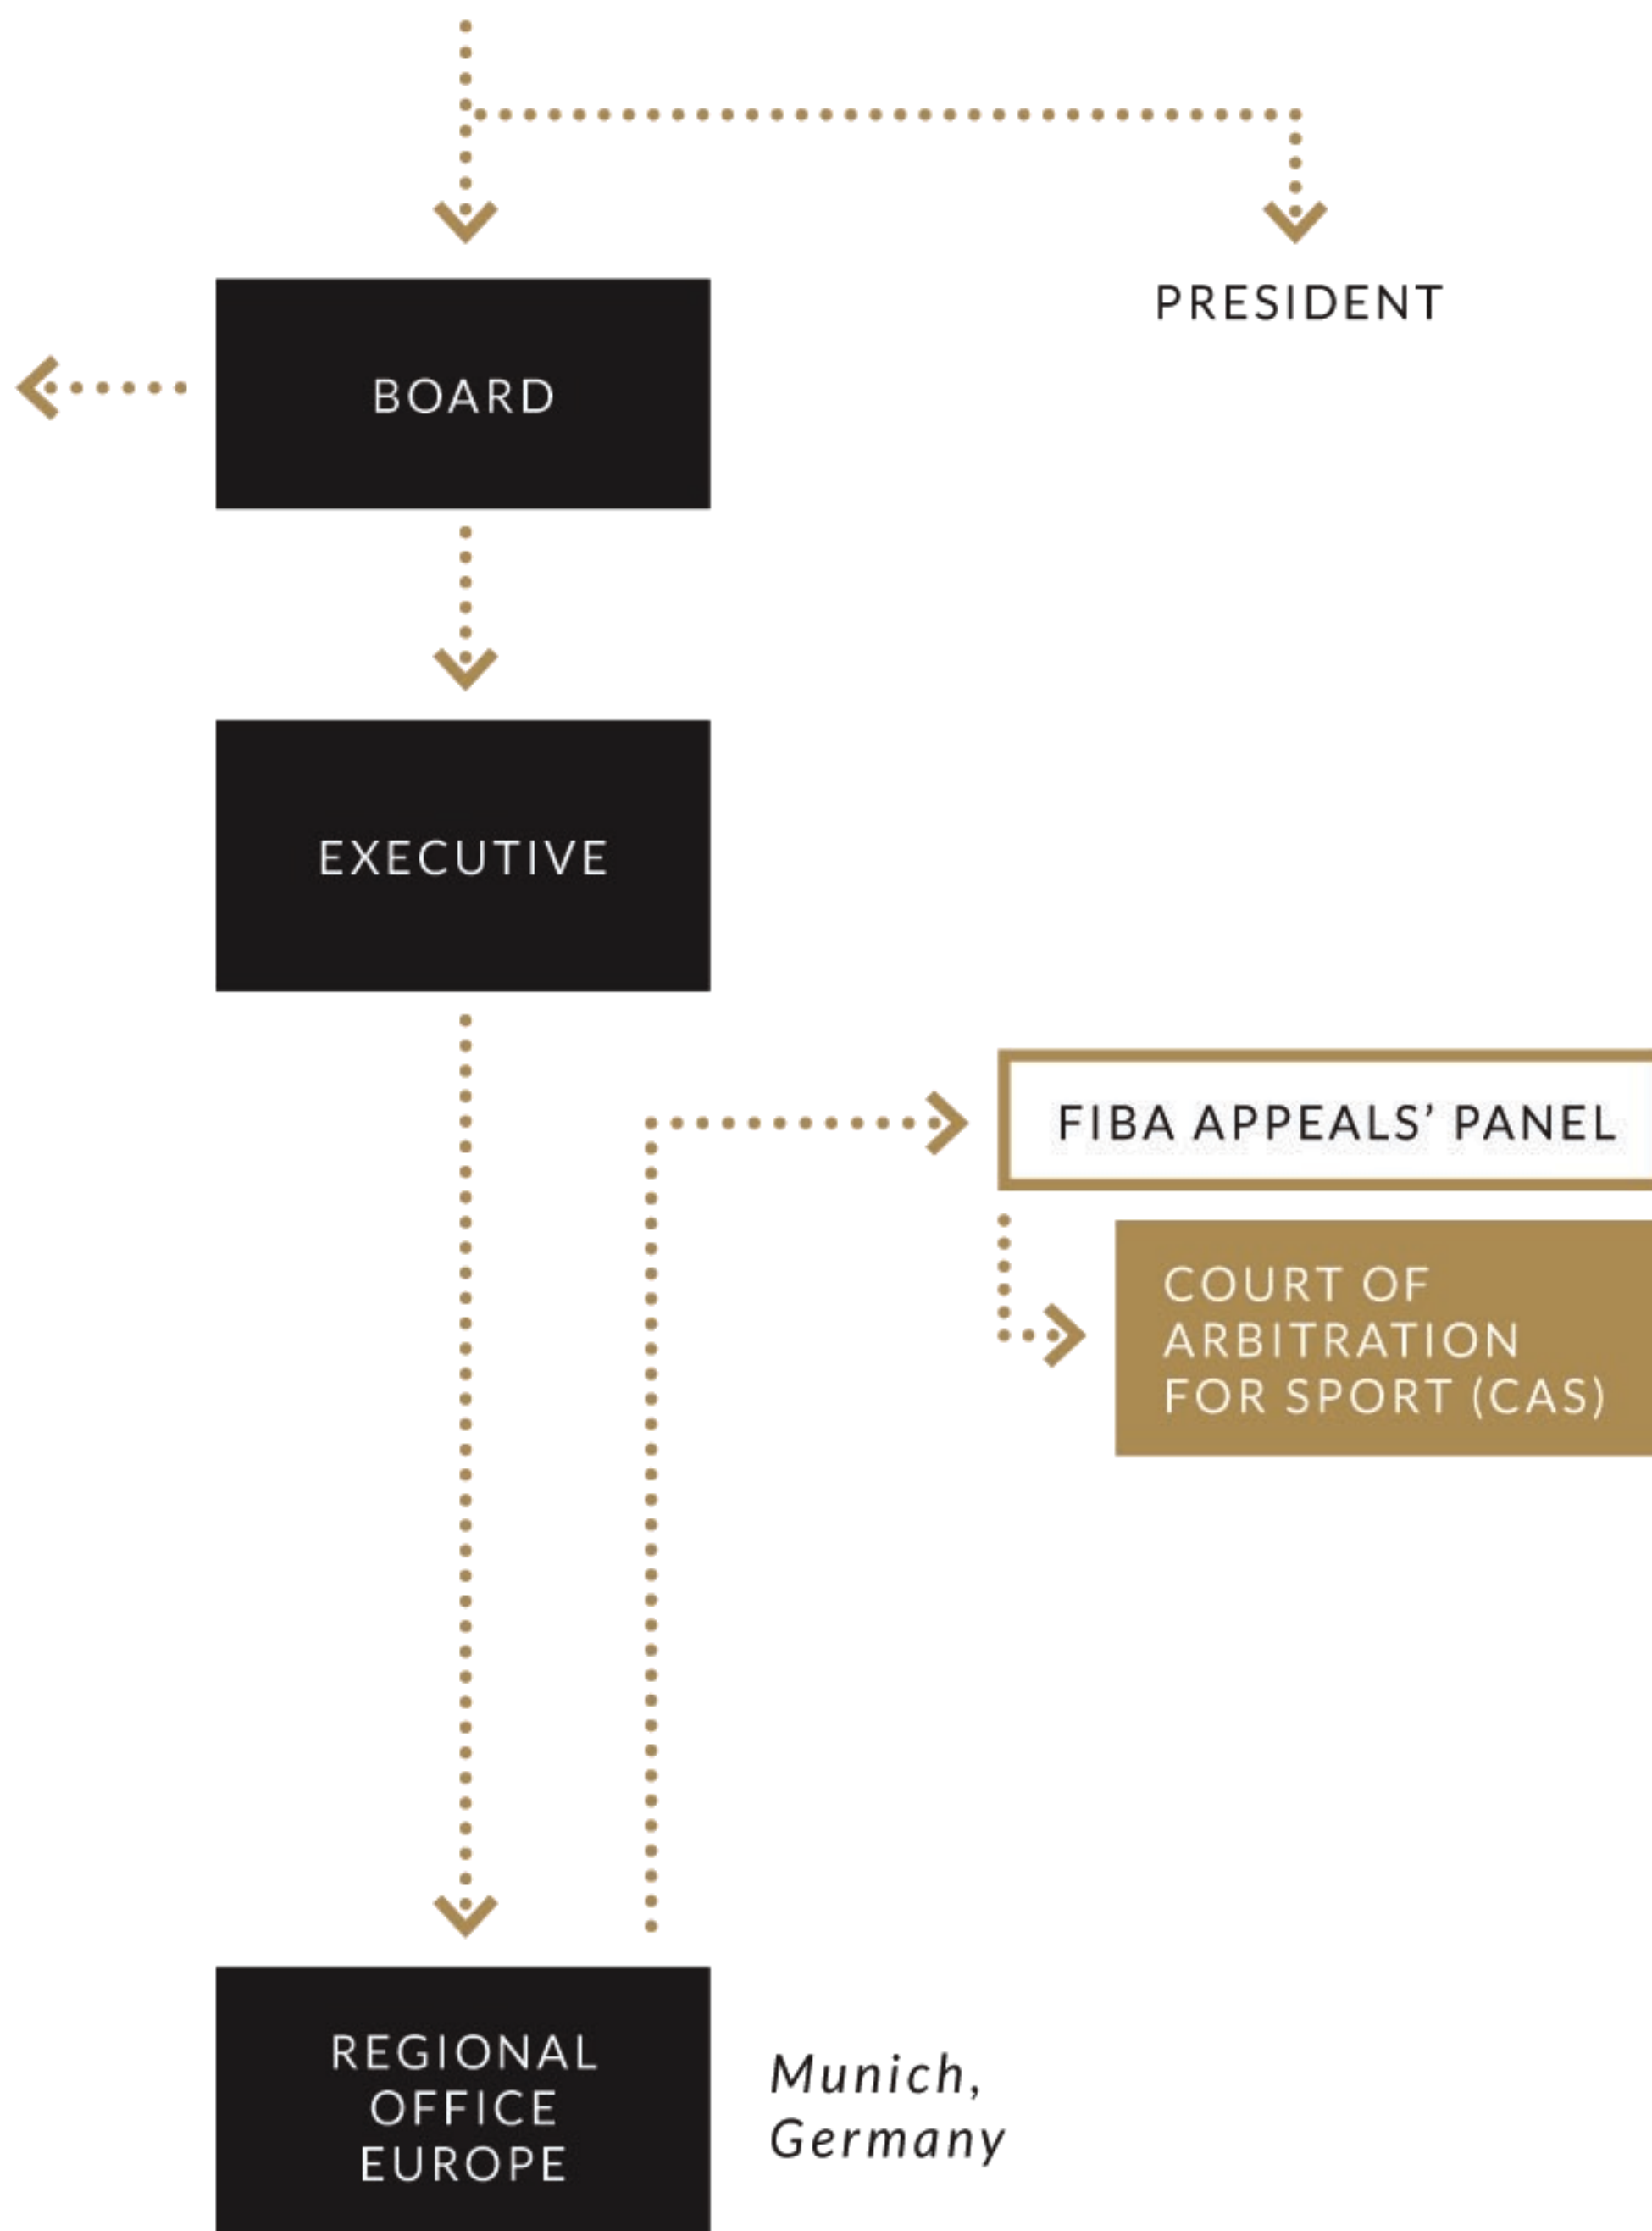 PRESIDENT
BOARD
EXECUTIVE
FIBA APPEALS’ PANEL
COURT OF
ARBITRATION
FOR SPORT (CAS)
REGIONAL
OFFICE
EUROPE
Munich,
Germany